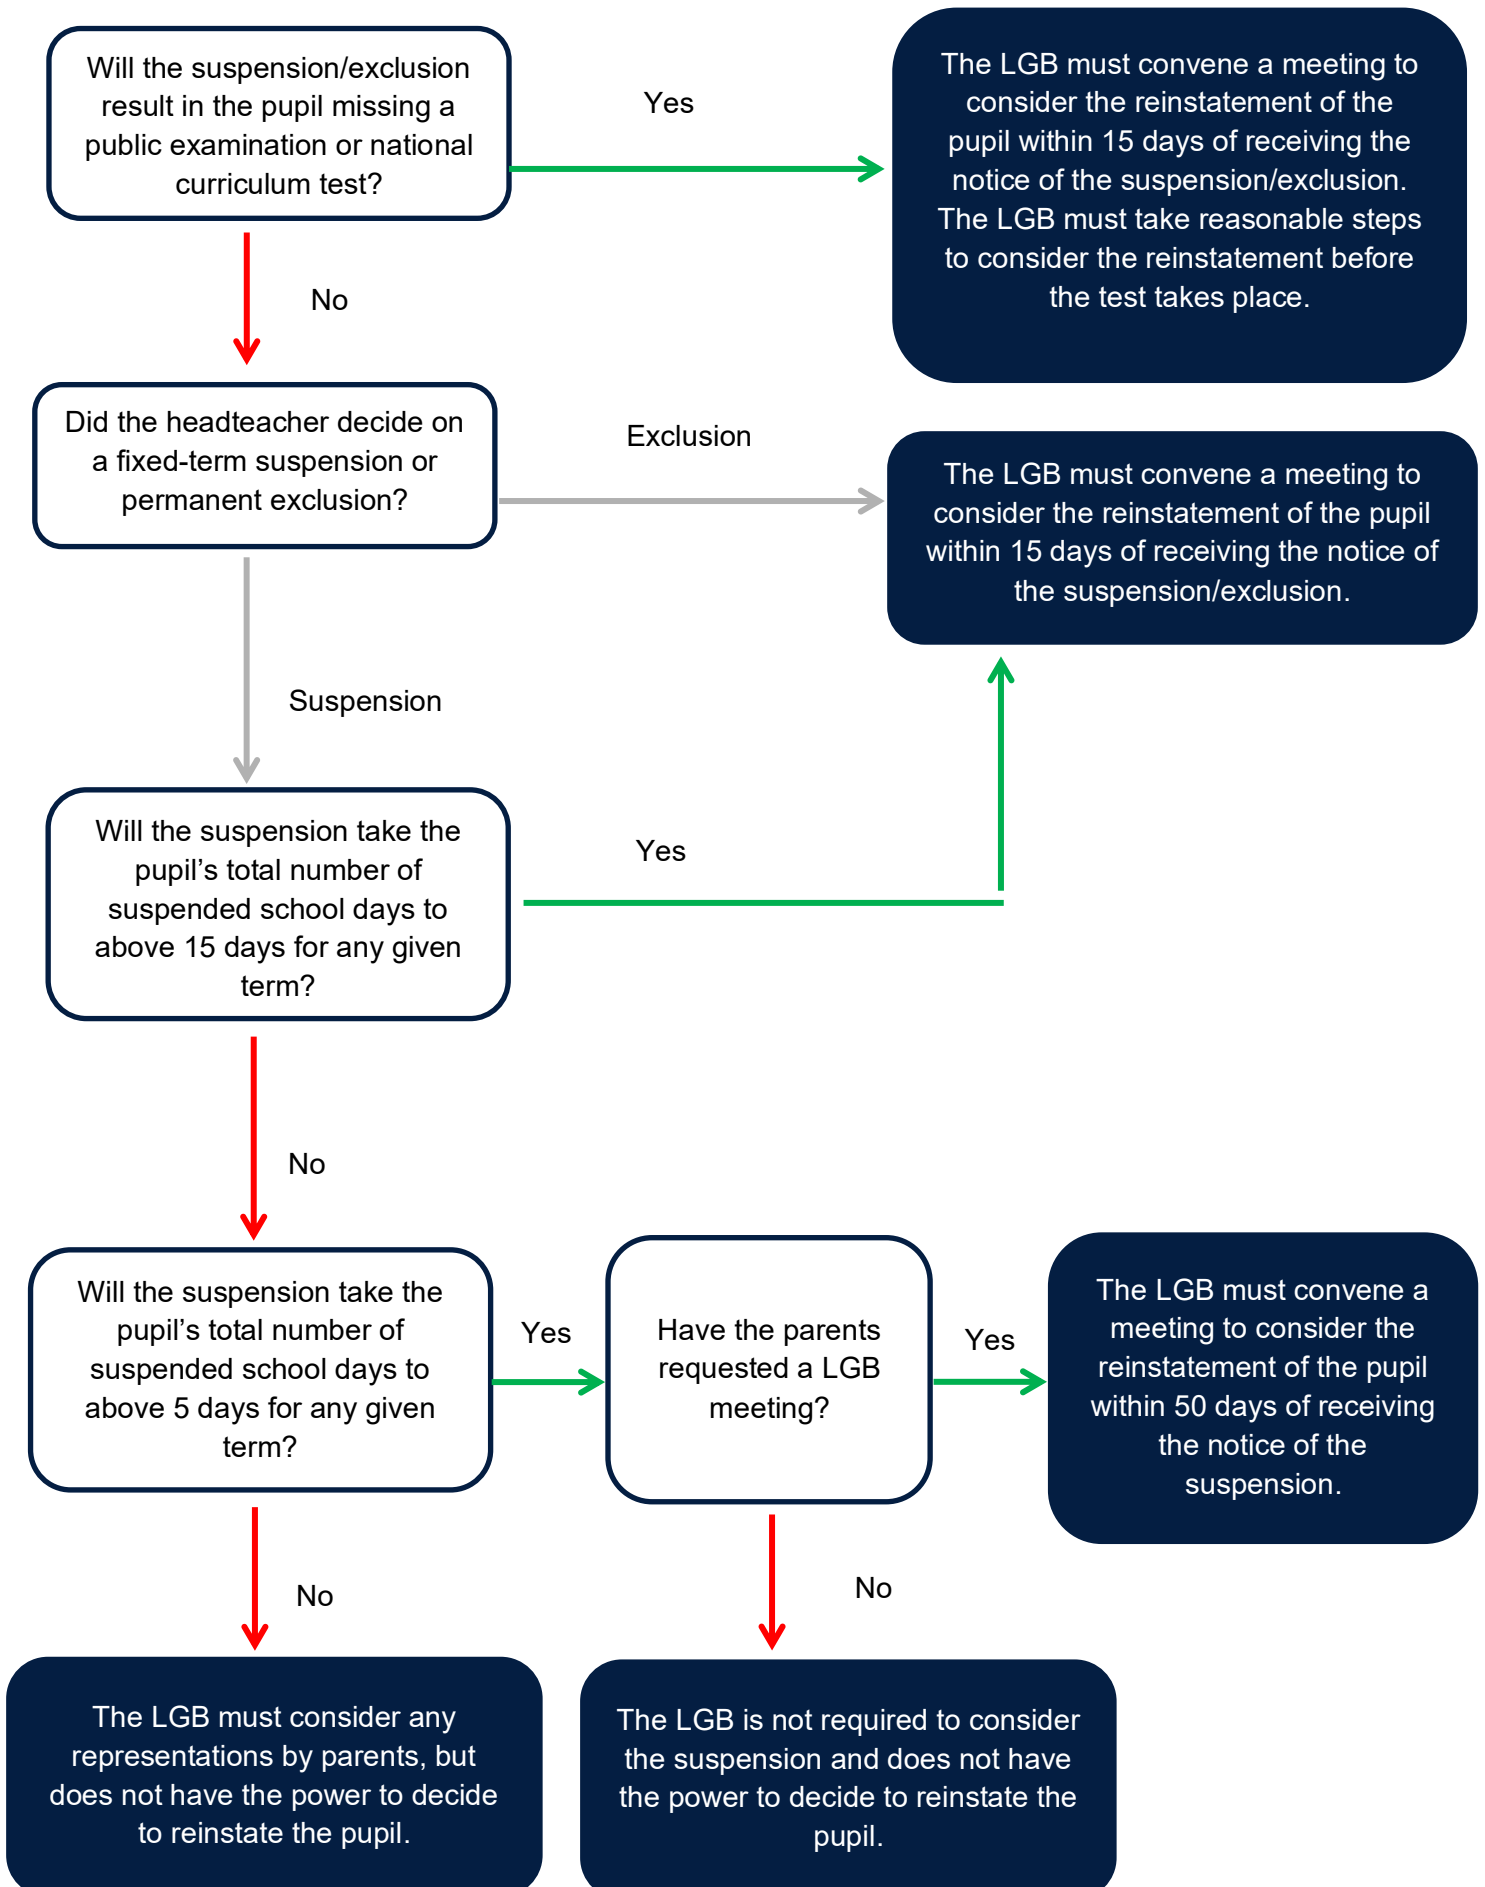 Will the suspension/exclusion
result in the pupil missing a
public examination or national
curriculum test?
Yes
The LGB must convene a meeting to
consider the reinstatement of the
pupil within 15 days of receiving the
notice of the suspension/exclusion.
The LGB must take reasonable steps
to consider the reinstatement before
the test takes place.
No
Did the headteacher decide on
a fixed-term suspension or
permanent exclusion?
Exclusion
The LGB must convene a meeting to
consider the reinstatement of the pupil
within 15 days of receiving the notice of
the suspension/exclusion.
Suspension
Will the suspension take the
pupil’s total number of
suspended school days to
above 15 days for any given
term?
Yes
No
Will the suspension take the
pupil’s total number of
suspended school days to
above 5 days for any given
term?
Yes
Have the parents
requested a LGB
meeting?
Yes
The LGB must convene a
meeting to consider the
reinstatement of the pupil
within 50 days of receiving
the notice of the
suspension.
No
No
The LGB must consider any
representations by parents, but
does not have the power to decide
to reinstate the pupil.
The LGB is not required to consider
the suspension and does not have
the power to decide to reinstate the
pupil.